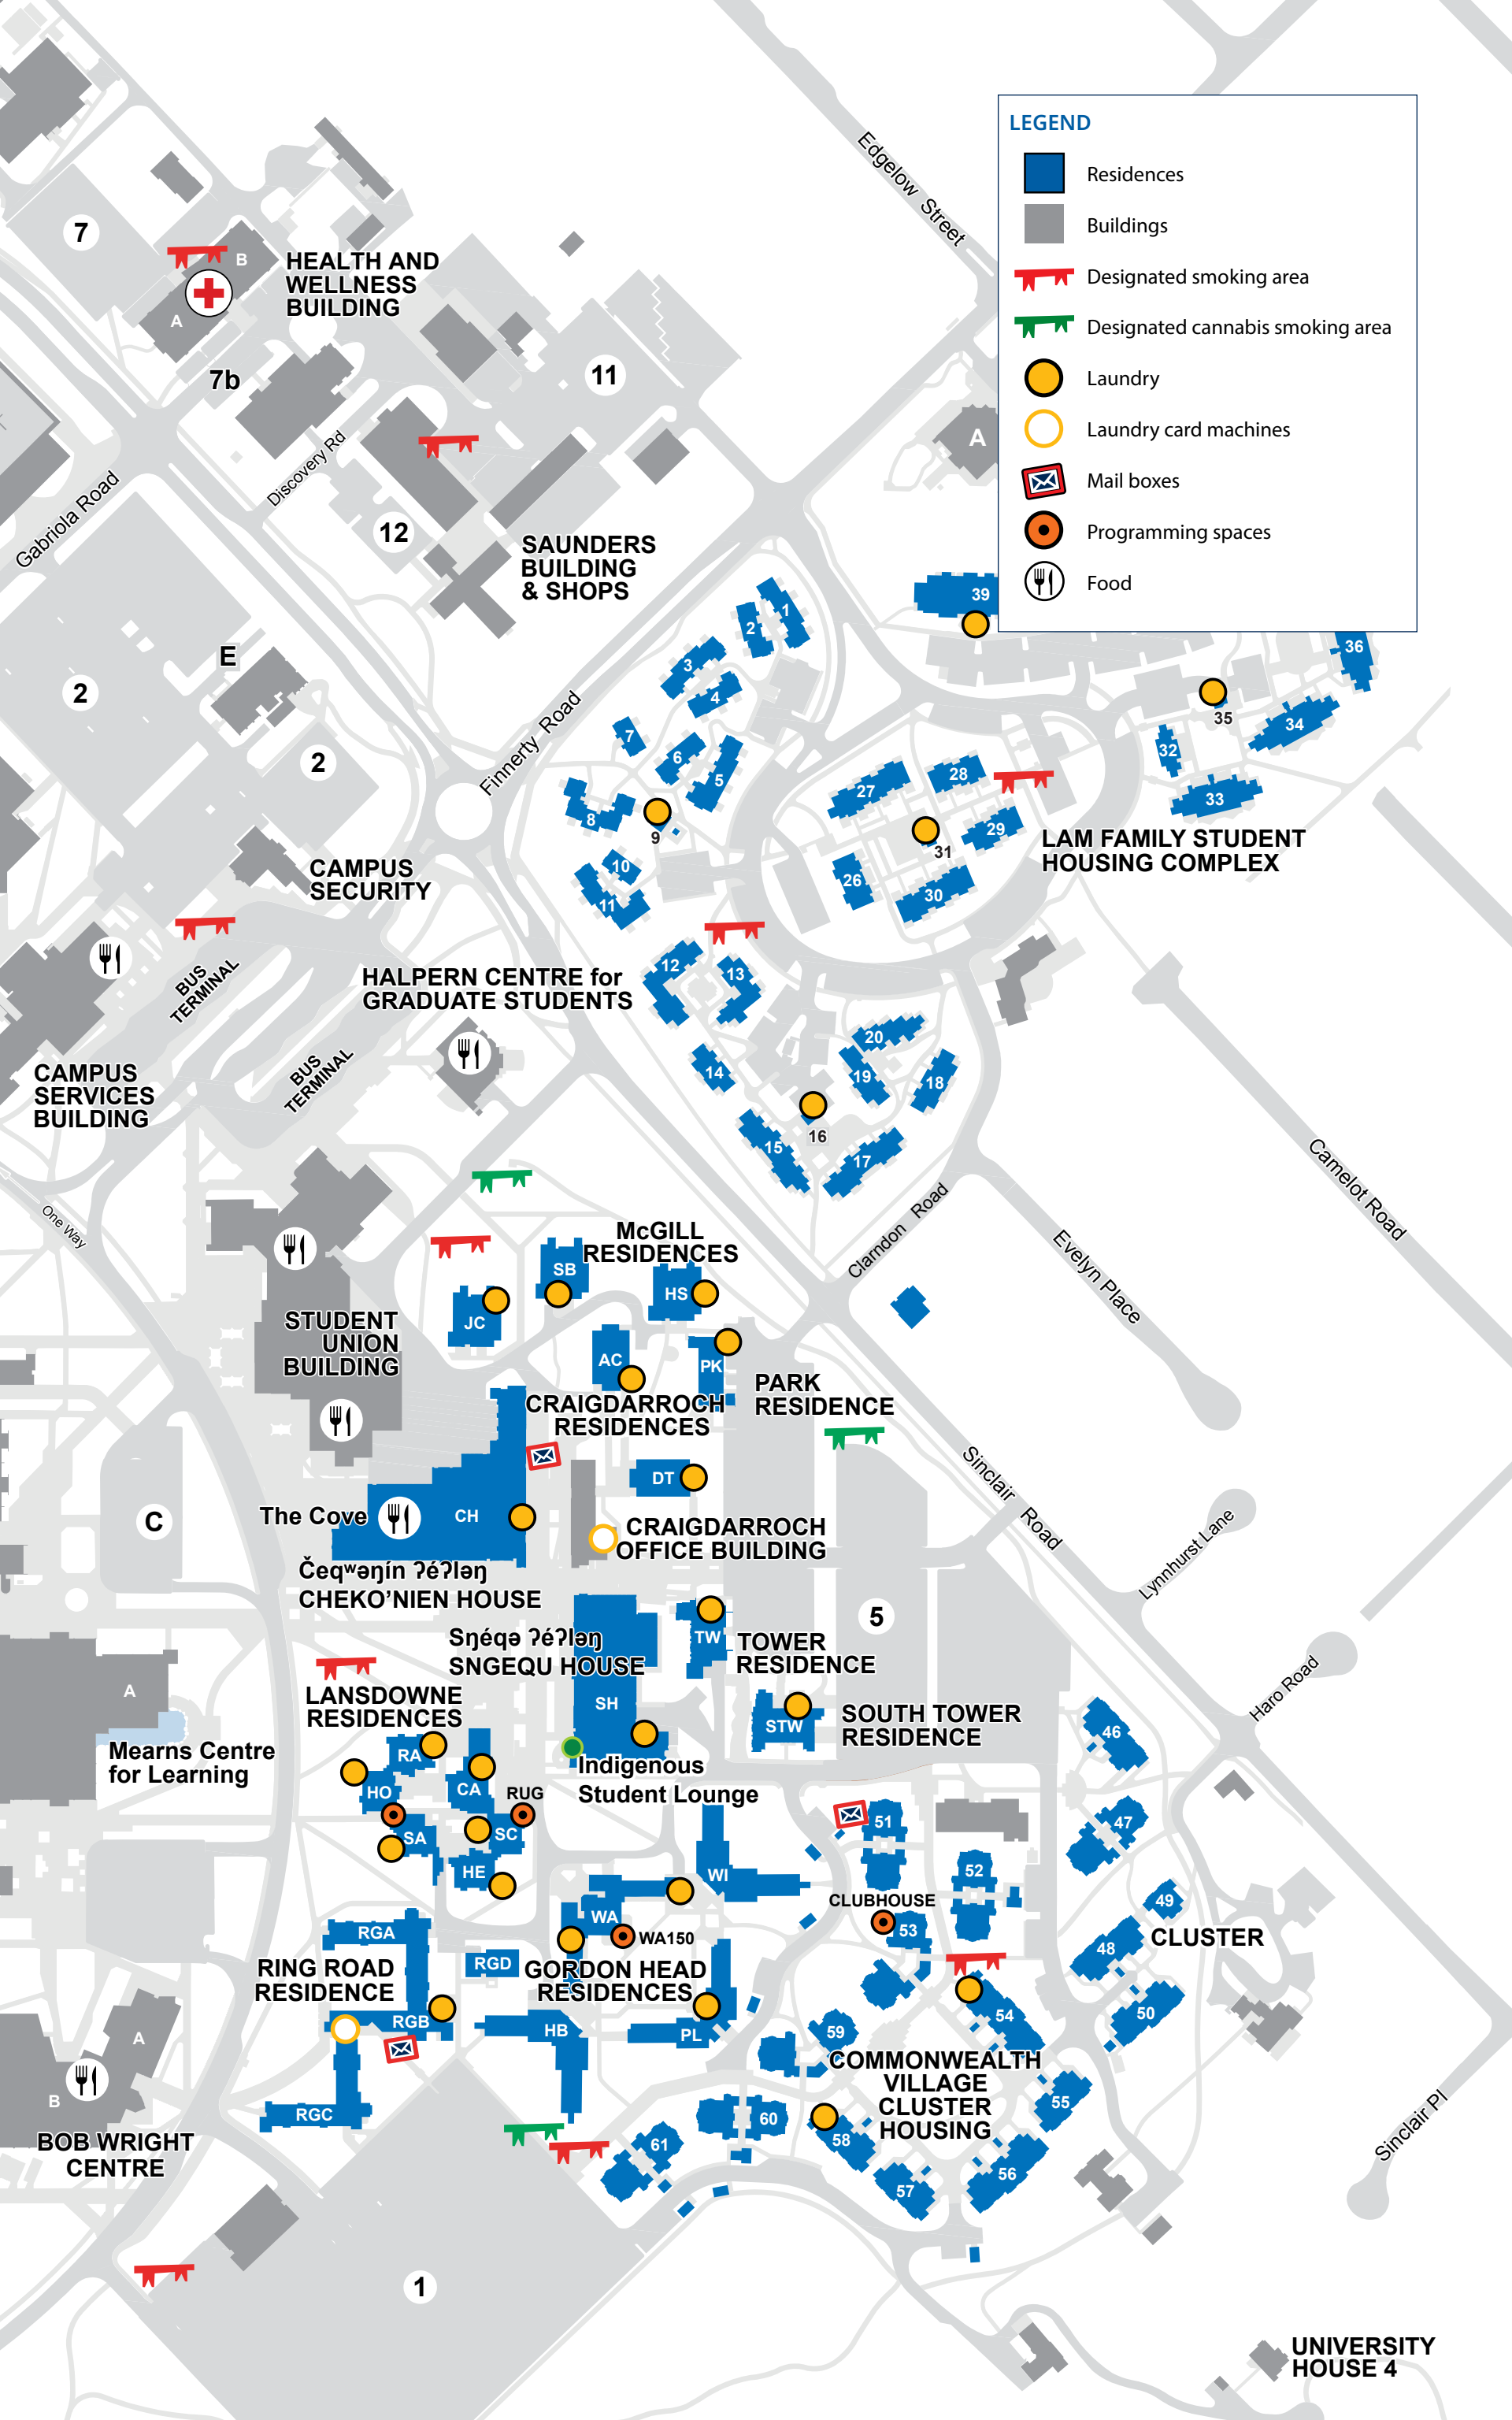 LEGEND
Residences
Buildings
Designated smoking area
Designated cannabis smoking area
Laundry
Laundry card machines
Mail boxes
Programming spaces
Food
Edgelow Street
7
B
A
HEALTH AND
WELLNESS
BUILDING
7b
11
A
Discovery Rd
Gabriola Road
12
SAUNDERS
BUILDING
& SHOPS
39
36
1
2
3
4
E
2
35
34
32
33
Finnerty Road
7
6
5
8
9
2
27
28
29
31
26
30
LAM FAMILY STUDENT
HOUSING COMPLEX
10
11
CAMPUS
SECURITY
BUS
TERMINAL
HALPERN CENTRE for
GRADUATE STUDENTS
12
13
14
20
19
18
16
15
17
CAMPUS
SERVICES
BUILDING
BUS
TERMINAL
Camelot Road
One Way
Clarndon Road
Evelyn Place
McGILL
RESIDENCES
SB
HS
JC
STUDENT
UNION
BUILDING
AC
PK
PARK
RESIDENCE
CRAIGDARROCH
RESIDENCES
DT
Sinclair Road
C
The Cove
CH
CRAIGDARROCH
OFFICE BUILDING
Lynnhurst Lane
Čeqʷəŋín ʔéʔləŋ
CHEKO’NIEN HOUSE
5
Sŋéqə ʔéʔləŋ
SNGEQU HOUSE
TW
TOWER
RESIDENCE
Haro Road
A
LANSDOWNE
RESIDENCES
SH
STW
SOUTH TOWER
RESIDENCE
46
Mearns Centre
for Learning
RA
HO
CA
RUG
Indigenous
Student Lounge
SA
SC
HE
51
47
52
WI
CLUBHOUSE
53
49
CLUSTER
48
WA
WA150
RGA
RGD
RING ROAD
RESIDENCE
GORDON HEAD
RESIDENCES
54
50
RGB
HB
PL
59
COMMONWEALTH
VILLAGE
CLUSTER
HOUSING
A
B
RGC
60
58
55
61
56
57
BOB WRIGHT
CENTRE
Sinclair Pl
1
UNIVERSITY
HOUSE 4